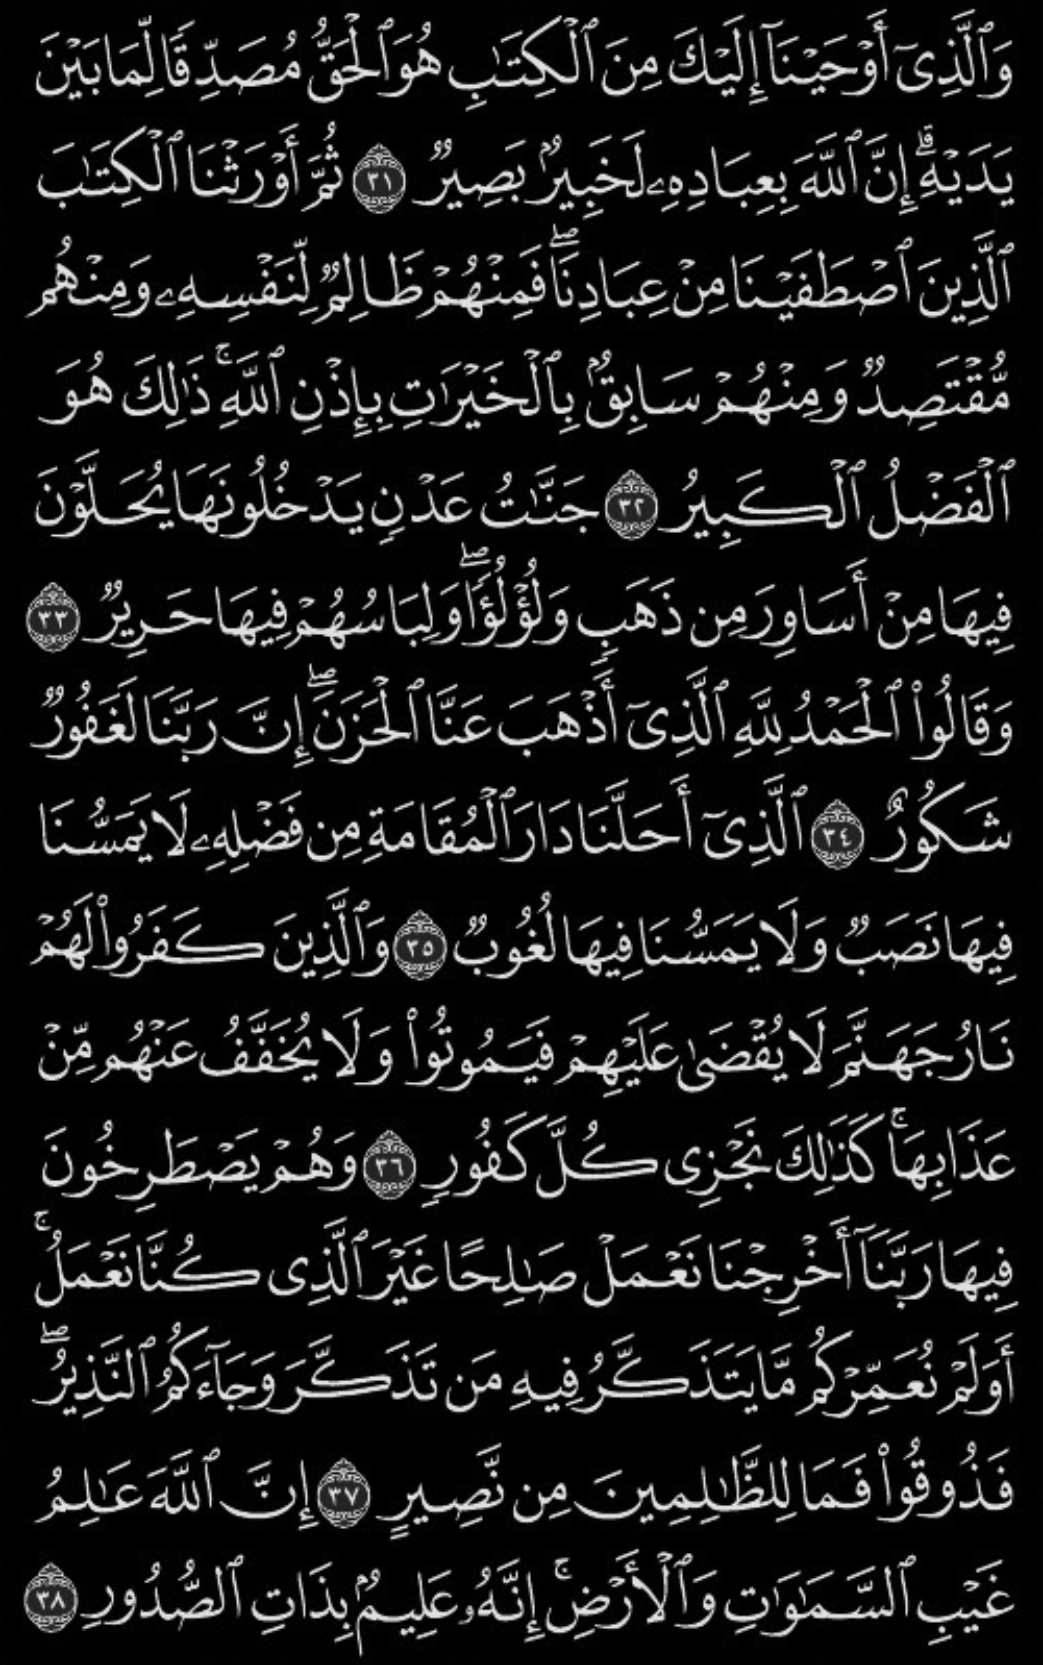 وَٱلَّذِىٓ أَوْحَيْنَآ إِلَيْكَ مِنَ ٱلْكِتَٰبِ هُوَ ٱلْحَقُّ مُصَدِّقًا لِّمَا بَيْنَ
يَدَيْهِ ۗ إِنَّ ٱللَّهَ بِعِبَادِهِۦ لَخَبِيرٌۢ بَصِيرٌ ٣١ ثُمَّ أَوْرَثْنَا ٱلْكِتَٰبَ
ٱلَّذِينَ ٱصْطَفَيْنَا مِنْ عِبَادِنَا ۖ فَمِنْهُمْ ظَالِمٌ لِّنَفْسِهِۦ وَمِنْهُم
مُّقْتَصِدٌ وَمِنْهُمْ سَابِقٌۢ بِٱلْخَيْرَٰتِ بِإِذْنِ ٱللَّهِ ۚ ذَٰلِكَ هُوَ
ٱلْفَضْلُ ٱلْكَبِيرُ ٣٢ جَنَّٰتُ عَدْنٍ يَدْخُلُونَهَا يُحَلَّوْنَ
فِيهَا مِنْ أَسَاوِرَ مِن ذَهَبٍ وَلُؤْلُؤًا ۖ وَلِبَاسُهُمْ فِيهَا حَرِيرٌ ٣٣
وَقَالُوا۟ ٱلْحَمْدُ لِلَّهِ ٱلَّذِىٓ أَذْهَبَ عَنَّا ٱلْحَزَنَ ۖ إِنَّ رَبَّنَا لَغَفُورٌ
شَكُورٌ ٣٤ ٱلَّذِىٓ أَحَلَّنَا دَارَ ٱلْمُقَامَةِ مِن فَضْلِهِۦ لَا يَمَسُّنَا
فِيهَا نَصَبٌ وَلَا يَمَسُّنَا فِيهَا لُغُوبٌ ٣٥ وَٱلَّذِينَ كَفَرُوا۟ لَهُمْ
نَارُ جَهَنَّمَ لَا يُقْضَىٰ عَلَيْهِمْ فَيَمُوتُوا۟ وَلَا يُخَفَّفُ عَنْهُم مِّنْ
عَذَابِهَا ۚ كَذَٰلِكَ نَجْزِى كُلَّ كَفُورٍ ٣٦ وَهُمْ يَصْطَرِخُونَ
فِيهَا رَبَّنَآ أَخْرِجْنَا نَعْمَلْ صَٰلِحًا غَيْرَ ٱلَّذِى كُنَّا نَعْمَلُ ۚ
أَوَلَمْ نُعَمِّرْكُم مَّا يَتَذَكَّرُ فِيهِ مَن تَذَكَّرَ وَجَآءَكُمُ ٱلنَّذِيرُ ۖ
فَذُوقُوا۟ فَمَا لِلظَّٰلِمِينَ مِن نَّصِيرٍ ٣٧ إِنَّ ٱللَّهَ عَٰلِمُ
غَيْبِ ٱلسَّمَٰوَٰتِ وَٱلْأَرْضِ ۚ إِنَّهُۥ عَلِيمٌۢ بِذَاتِ ٱلصُّدُورِ ٣٨